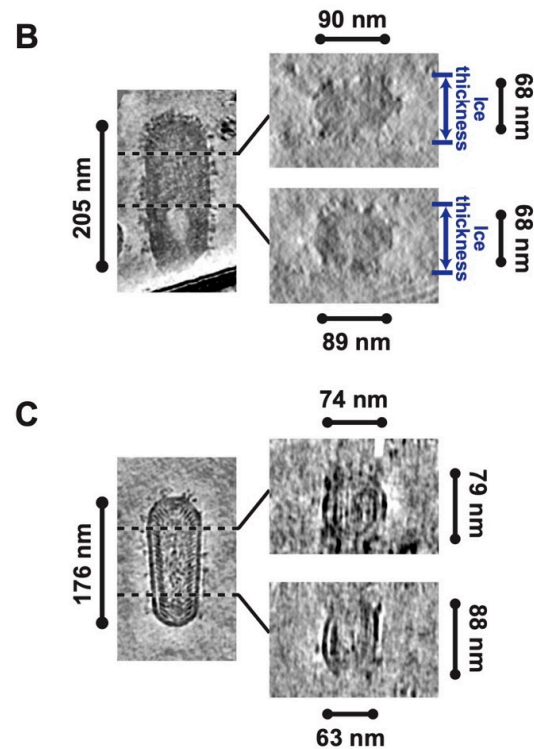 B
90 nm
205 nm
Ice
thickness
68 nm
Ice
thickness
68 nm
89 nm
C
74 nm
176 nm
79 nm
88 nm
63 nm